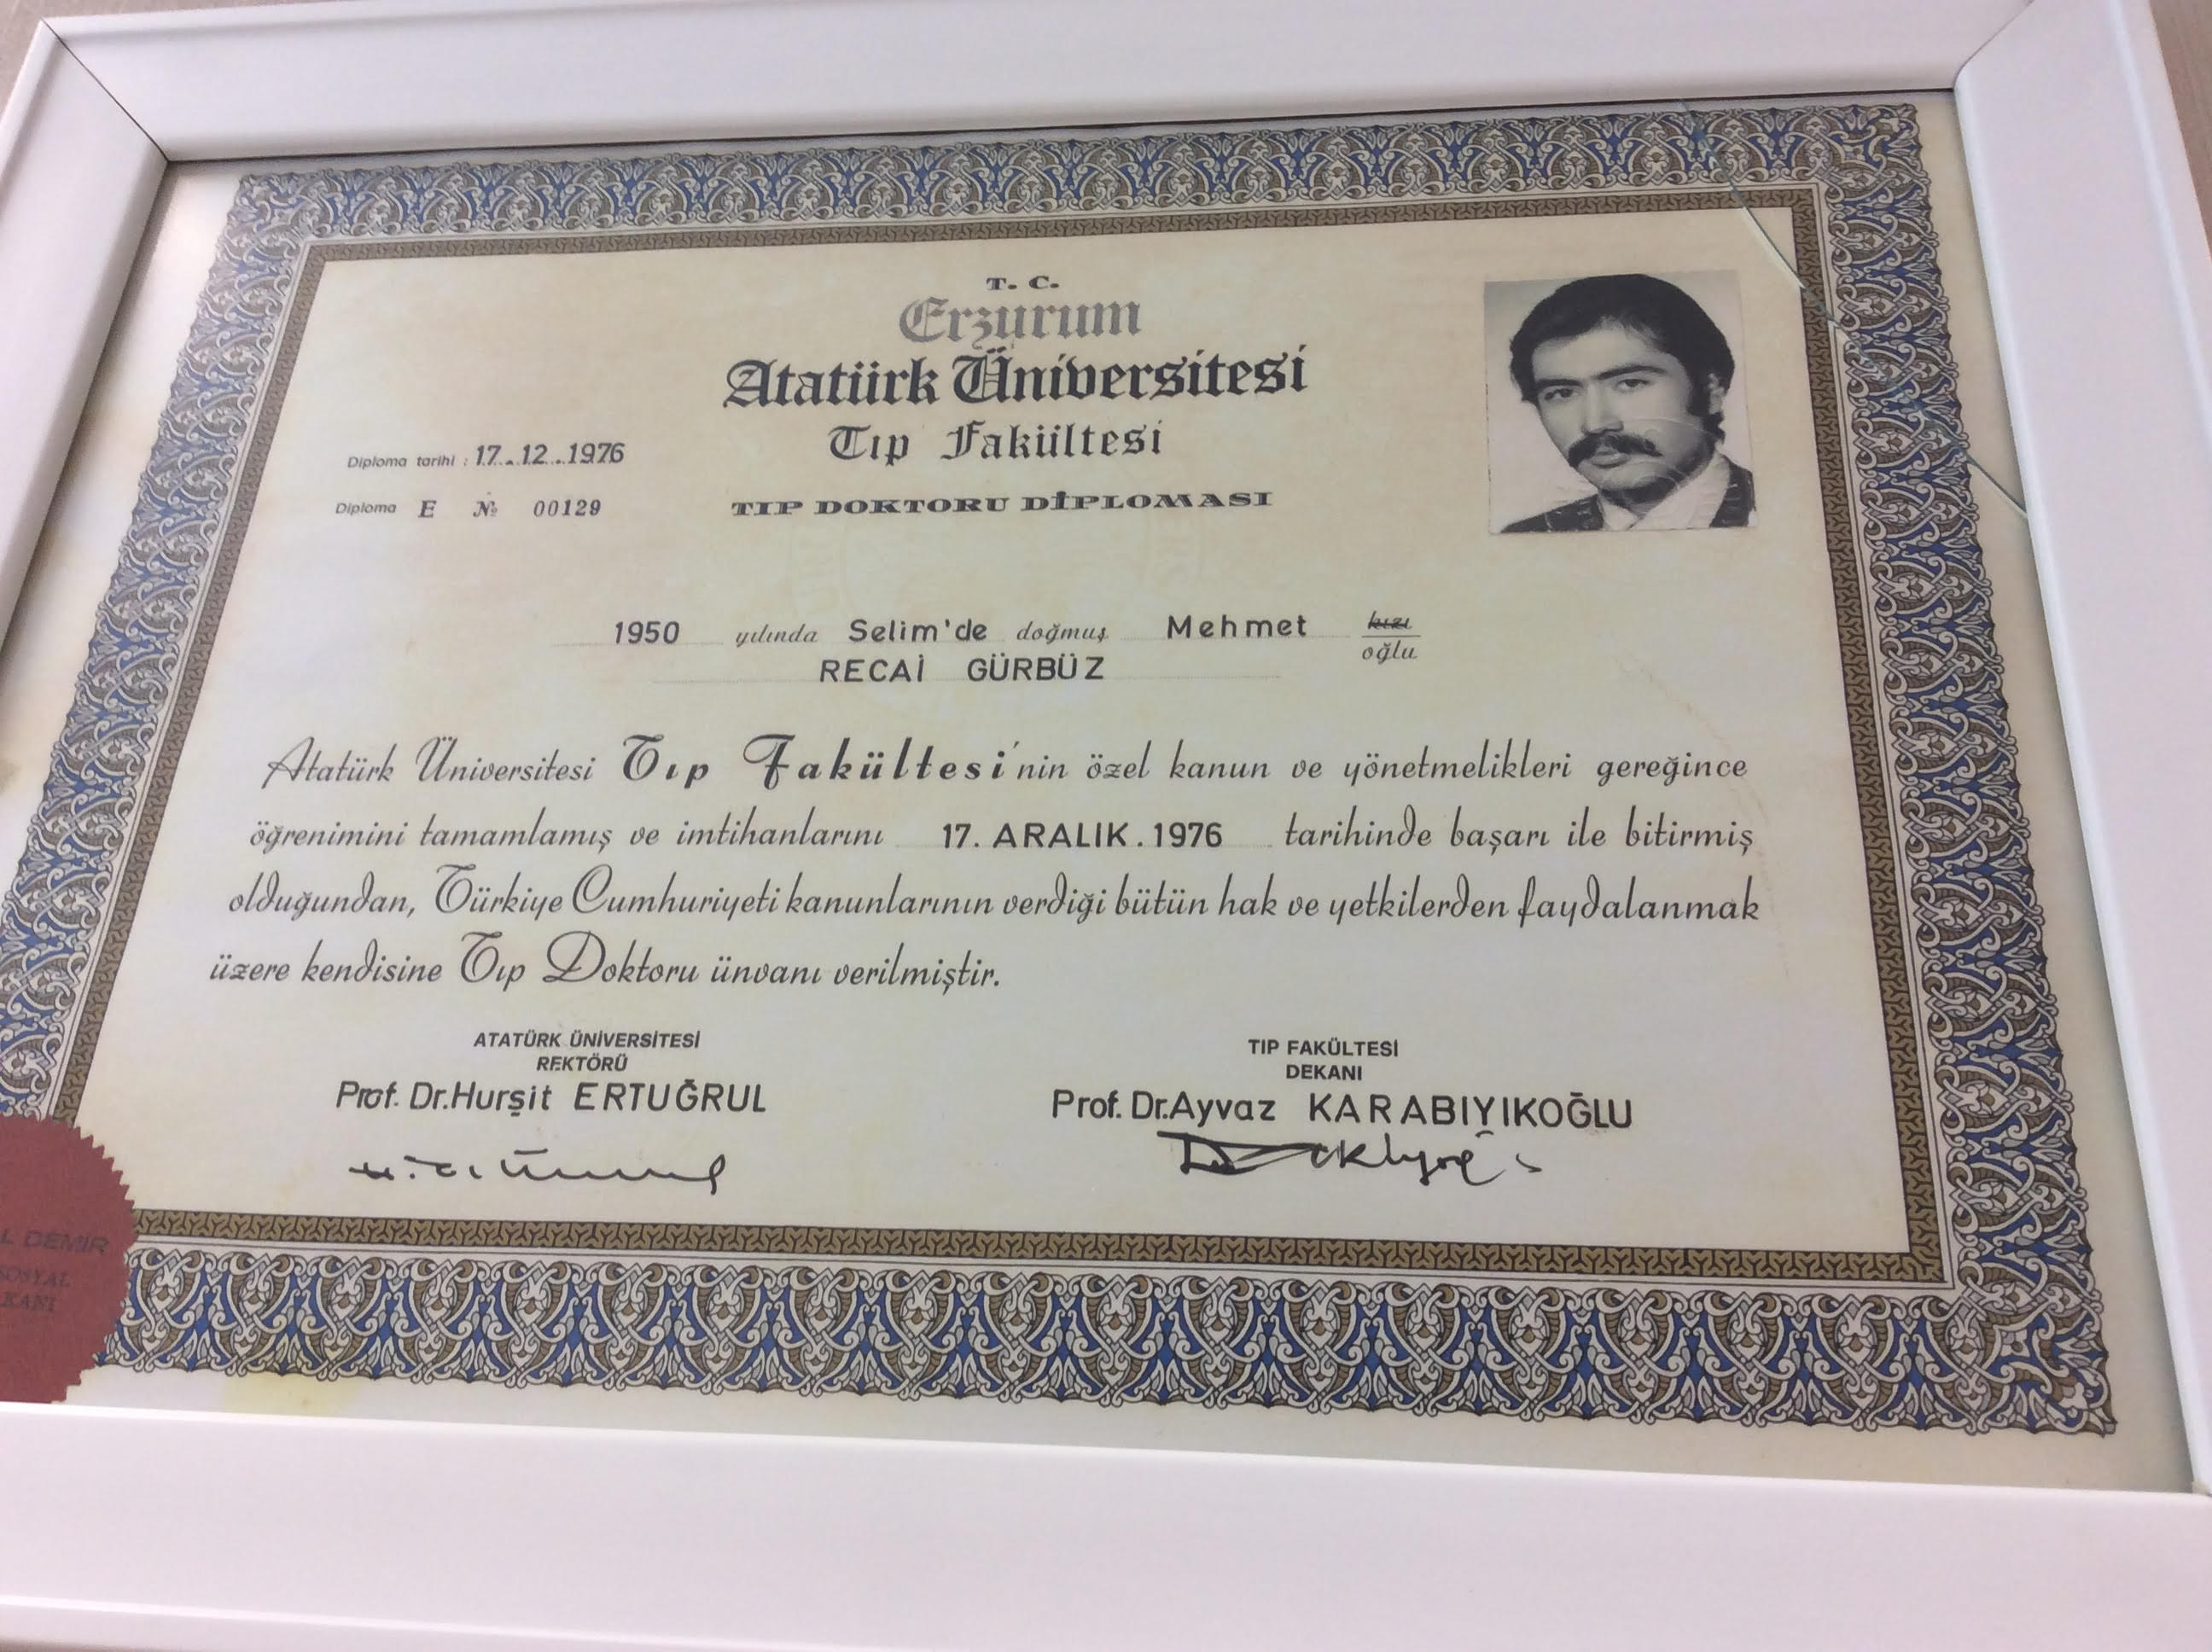 T. C.
Erzurum
Atatürk Üniversitesi
Tıp Fakültesi
Diploma tarihi : 17.12.1976
Diploma E № 00129
TIP DOKTORU DİPLOMASI
1950 yılında Selim'de doğmuş Mehmet kızı
oğlu
RECAİ GÜRBÜZ
Atatürk Üniversitesi Tıp Fakültesi'nin özel kanun ve yönetmelikleri gereğince
öğrenimini tamamlamış ve imtihanlarını 17. ARALIK. 1976 tarihinde başarı ile bitirmiş
olduğundan, Türkiye Cumhuriyeti kanunlarının verdiği bütün hak ve yetkilerden faydalanmak
üzere kendisine Tıp Doktoru ünvanı verilmiştir.
ATATÜRK ÜNİVERSİTESİ
REKTÖRÜ
Prof. Dr.Hurşit ERTUĞRUL
TIP FAKÜLTESİ
DEKANI
Prof. Dr.Ayvaz KARABIYIKOĞLU
L DEMİR
SOSYAL
KANI